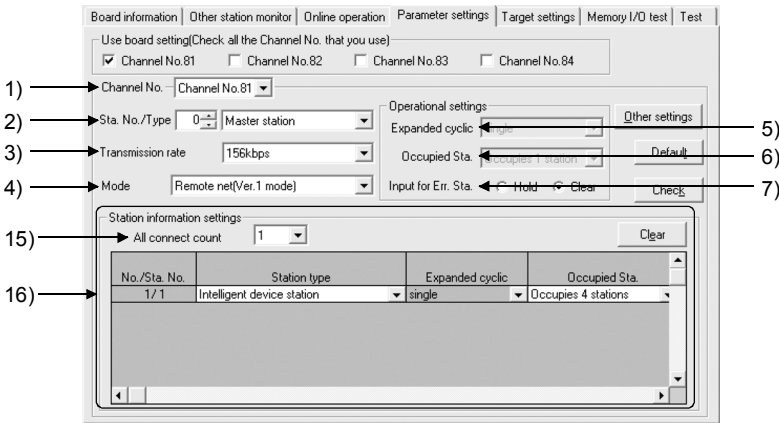 Board information | Other station monitor | Online operation | Parameter settings | Target settings | Memory I/O test | Test
Use board setting(Check all the Channel No. that you use)
Channel No.81 Channel No.82 Channel No.83 Channel No.84
1) Channel No. Channel No.81
2) Sta. No./Type 0 Master station
3) Transmission rate 156kbps
4) Mode Remote net(Ver.1 mode)
Operational settings
Expanded cyclic single 5)
Occupied Sta. Occupies 1 station 6)
Input for Err. Sta. Hold Clear 7)
Other settings
Default
Check
Station information settings
15) All connect count 1 Clear
No./Sta. No. Station type Expanded cyclic Occupied Sta.
16) 1/ 1 Intelligent device station single Occupies 4 stations